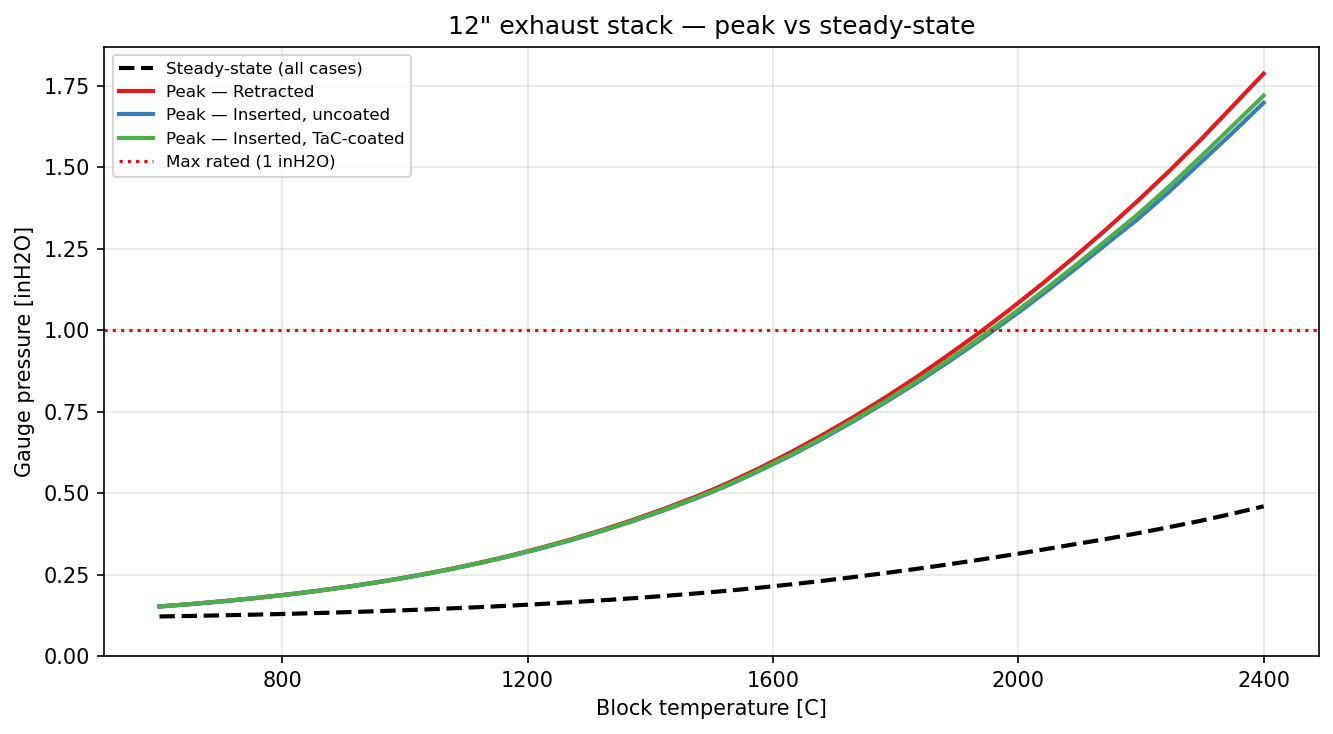 12" exhaust stack — peak vs steady-state
Steady-state (all cases)
Peak — Retracted
Peak — Inserted, uncoated
Peak — Inserted, TaC-coated
Max rated (1 inH2O)
Gauge pressure [inH2O]
1.75
1.50
1.25
1.00
0.75
0.50
0.25
0.00
800
1200
1600
2000
2400
Block temperature [C]